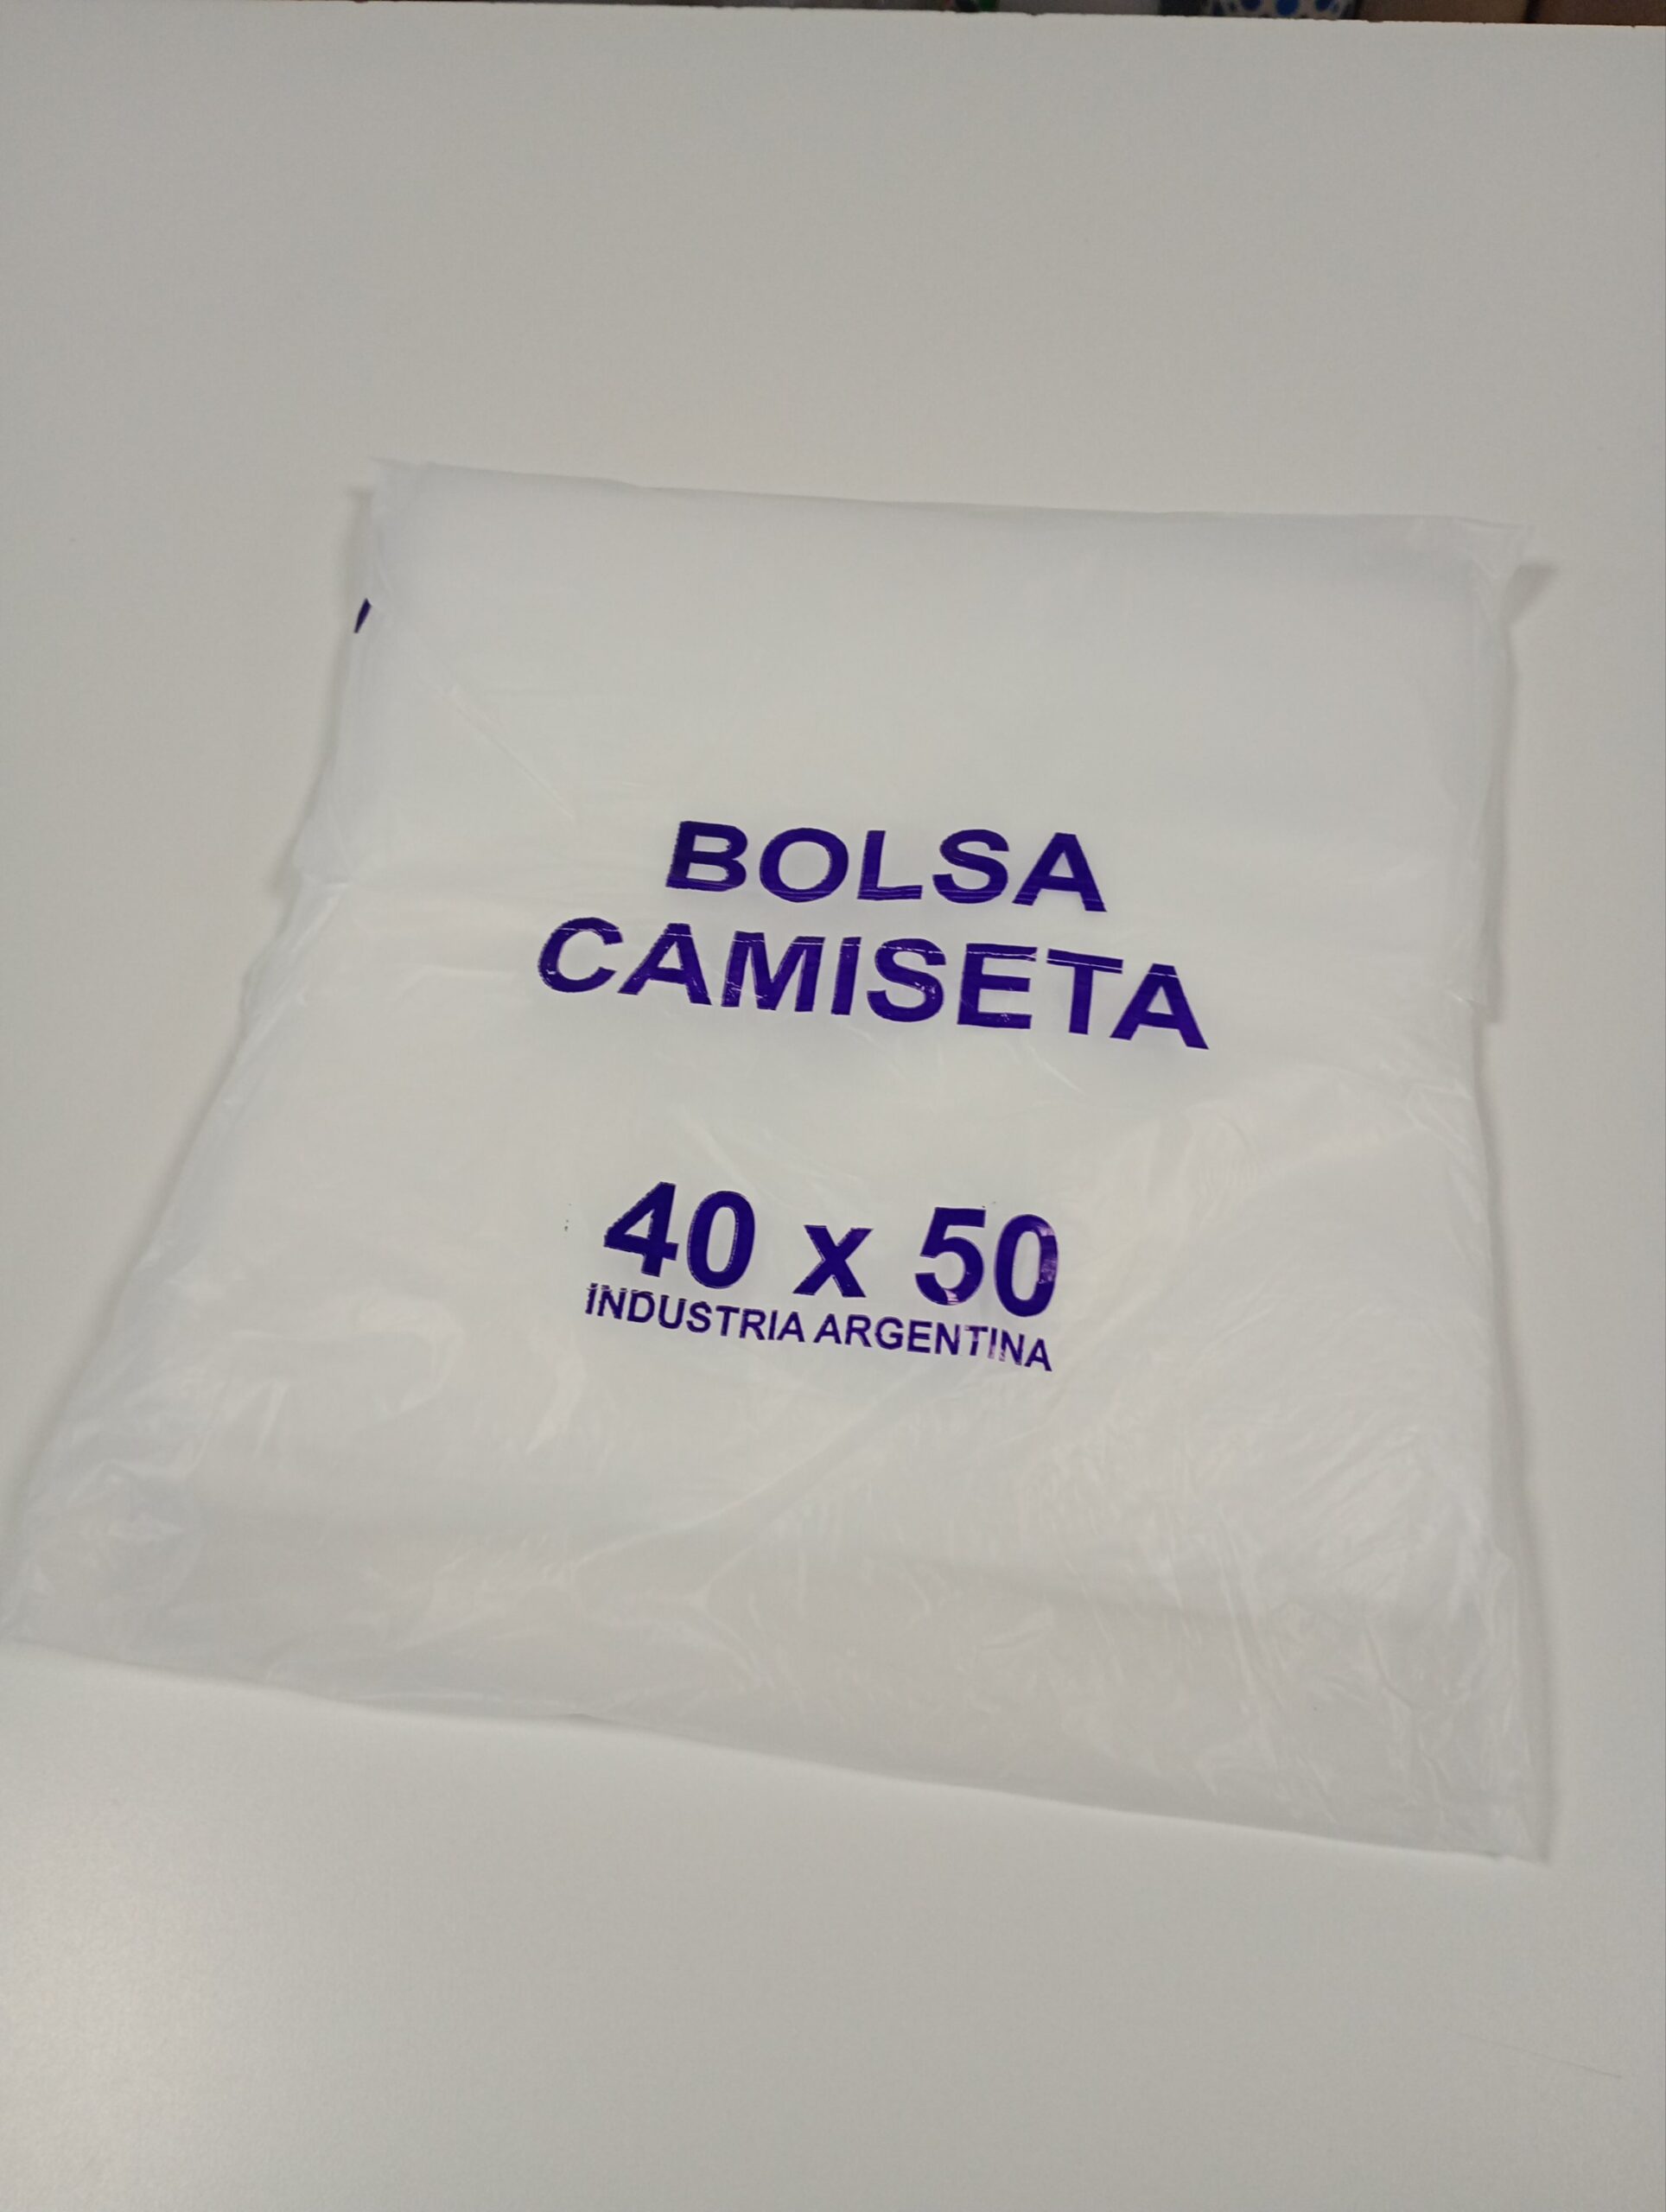 BOLSA
CAMISETA
40 x 50
INDUSTRIA ARGENTINA